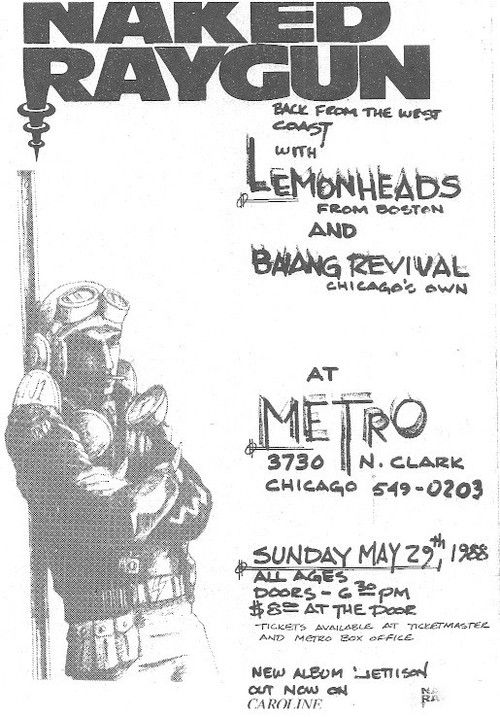 NAKED
RAYGUN
BACK FROM THE WEST
COAST
WITH
LEMONHEADS
FROM BOSTON
AND
BHANG REVIVAL
CHICAGO'S OWN
AT
METRO
3730 N. CLARK
CHICAGO 549-0203
SUNDAY MAY 29th, 1988
ALL AGES
DOORS - 6 30 PM
$8 00 AT THE DOOR
-TICKETS AVAILABLE AT TICKETMASTER
AND METRO BOX OFFICE
NEW ALBUM 'JETTISON
OUT NOW ON
CAROLINE
NA
RA